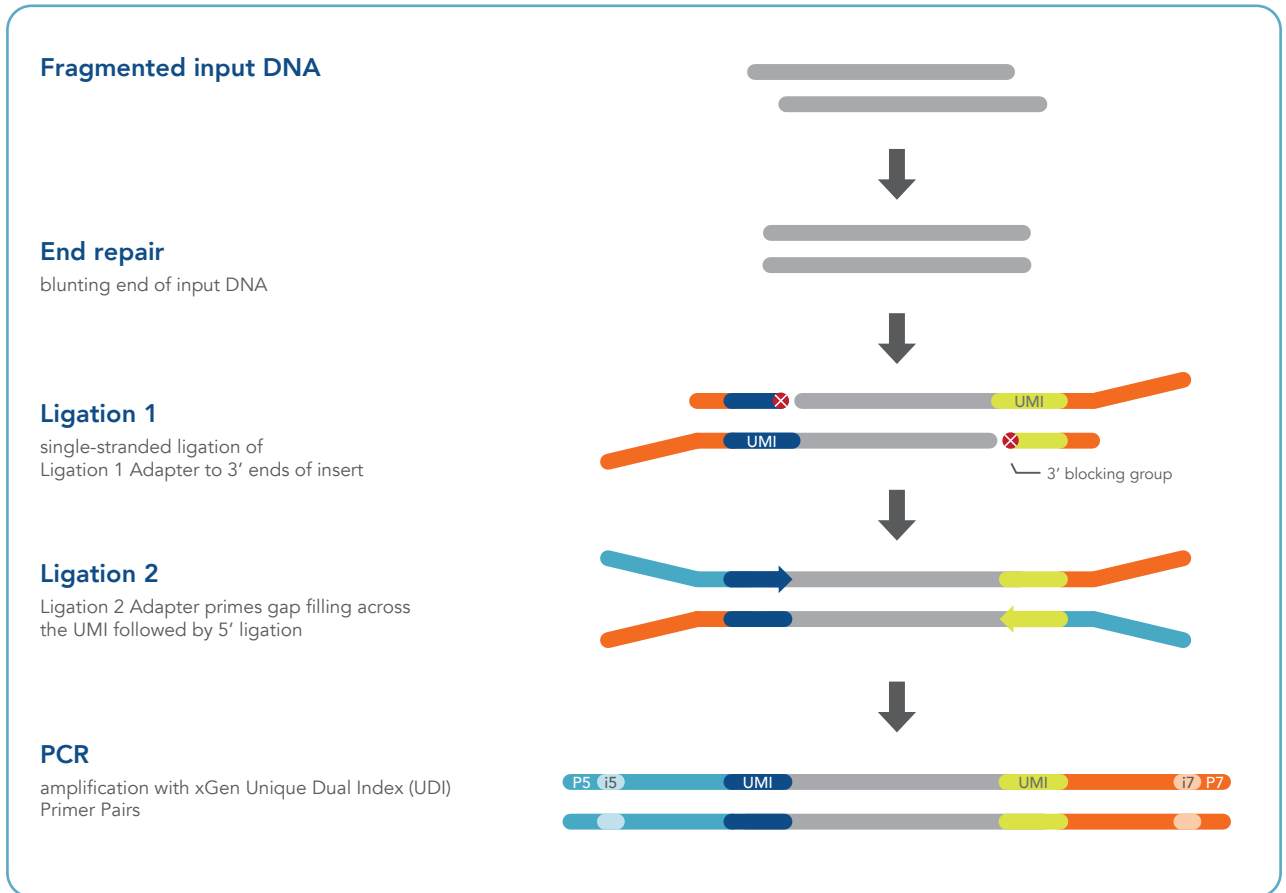 Fragmented input DNA
End repair
blunting end of input DNA
Ligation 1
single-stranded ligation of
Ligation 1 Adapter to 3’ ends of insert
UMI
UMI
3’ blocking group
Ligation 2
Ligation 2 Adapter primes gap filling across
the UMI followed by 5’ ligation
PCR
amplification with xGen Unique Dual Index (UDI)
Primer Pairs
P5 i5 UMI UMI i7 P7